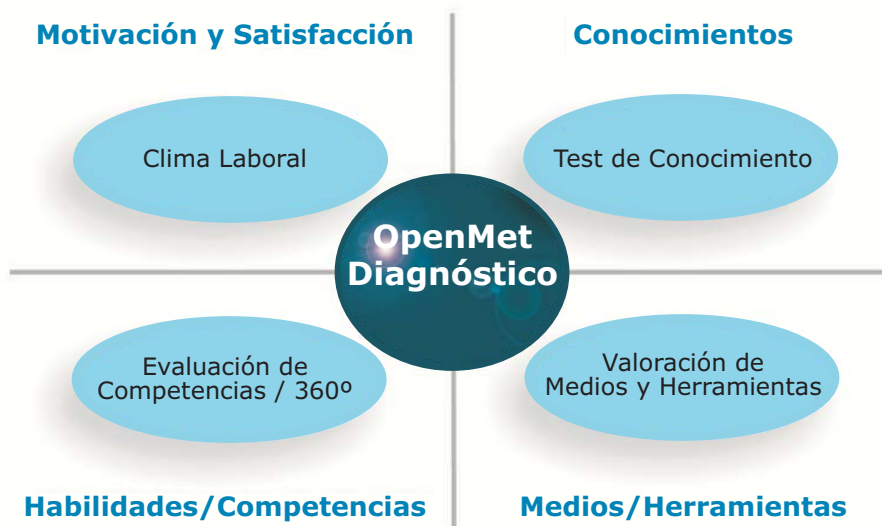 Motivación y Satisfacción
Conocimientos
Clima Laboral
Test de Conocimiento
OpenMet
Diagnóstico
Evaluación de
Competencias / 360º
Valoración de
Medios y Herramientas
Habilidades/Competencias
Medios/Herramientas